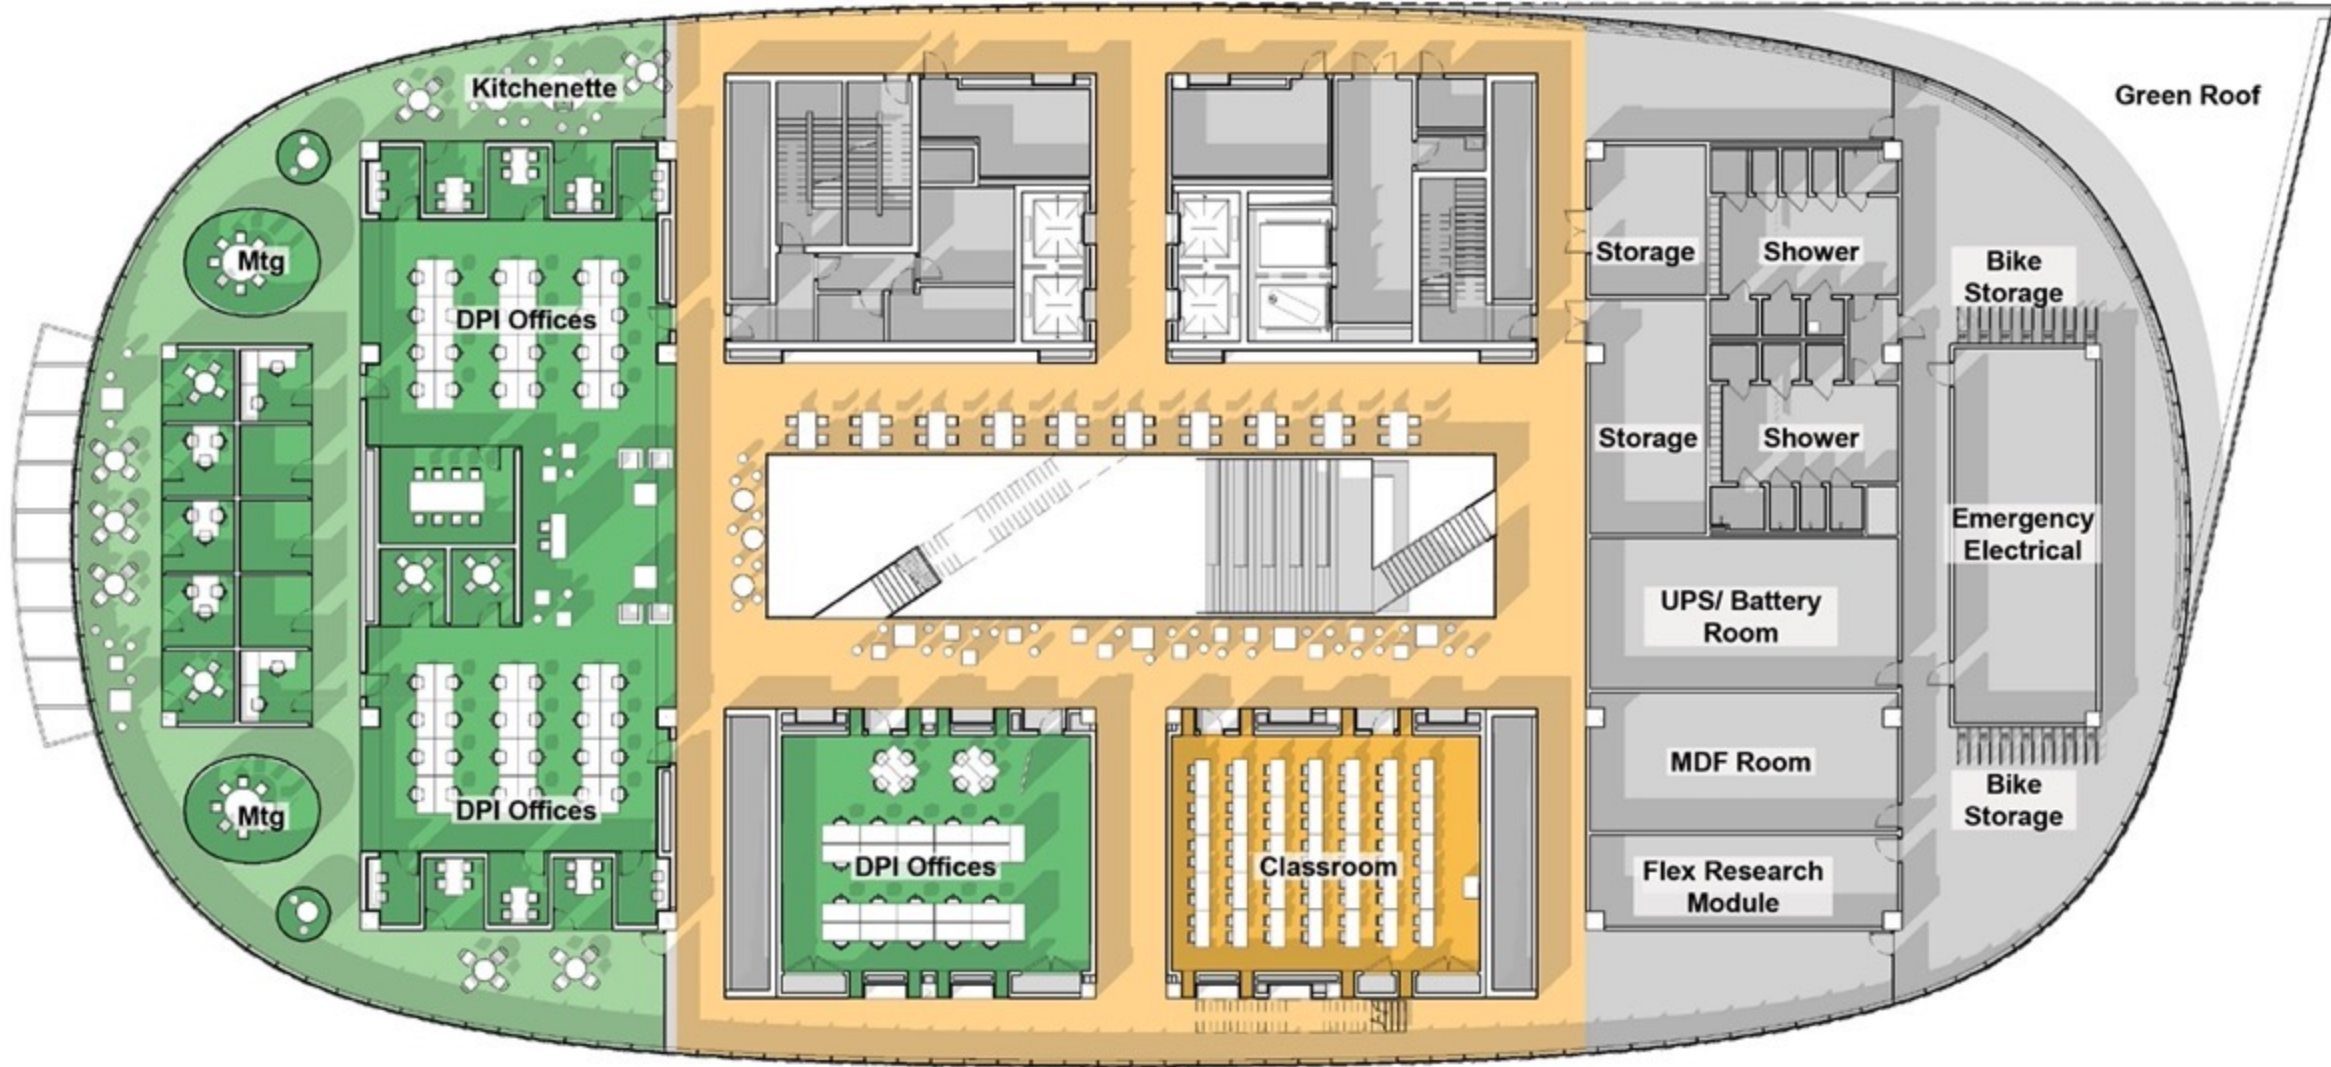 Kitchenette
Green Roof
Mtg
DPI Offices
Storage
Shower
Bike
Storage
Storage
Shower
Emergency
Electrical
UPS/ Battery
Room
MDF Room
Mtg
DPI Offices
DPI Offices
Classroom
Flex Research
Module
Bike
Storage